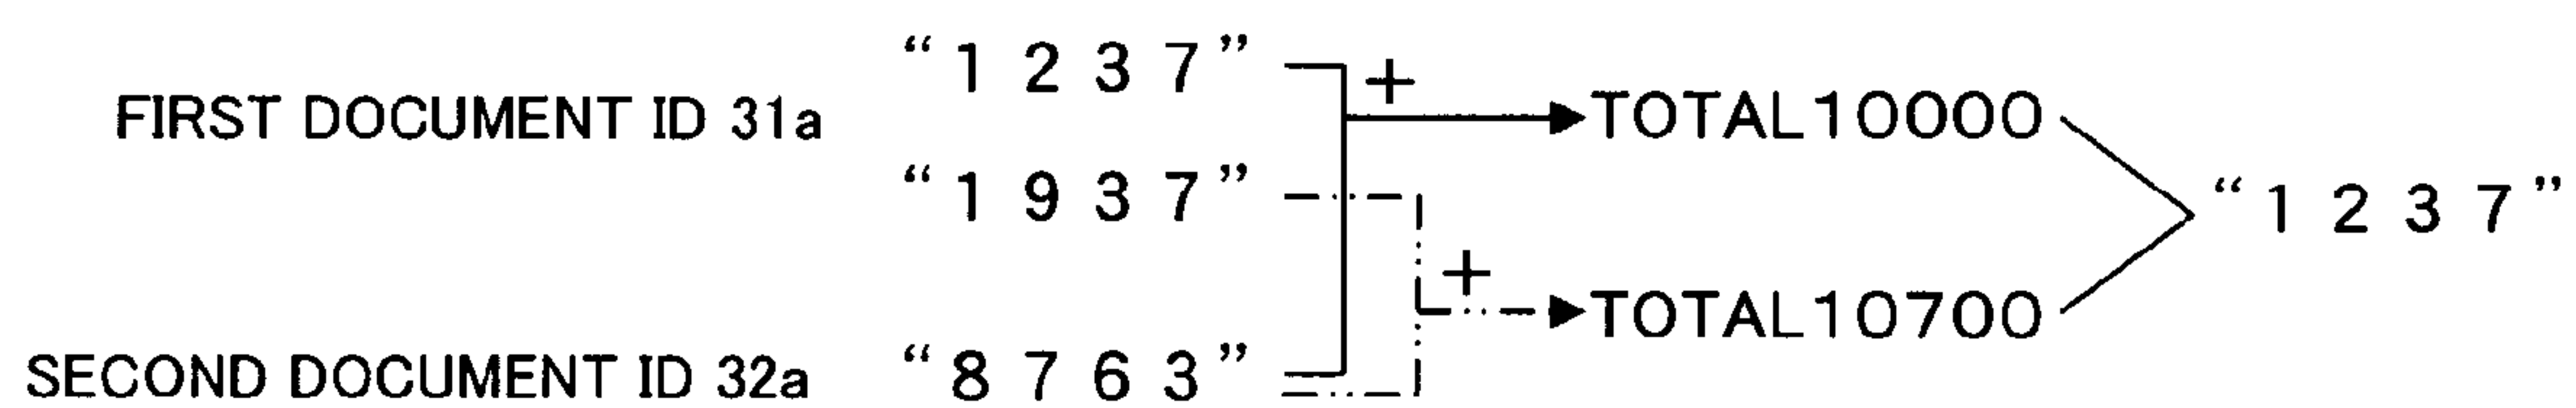 “1 2 3 7”
FIRST DOCUMENT ID 31a
+
TOTAL10000
“1 9 3 7”
“1 2 3 7”
+
TOTAL10700
SECOND DOCUMENT ID 32a “8 7 6 3”